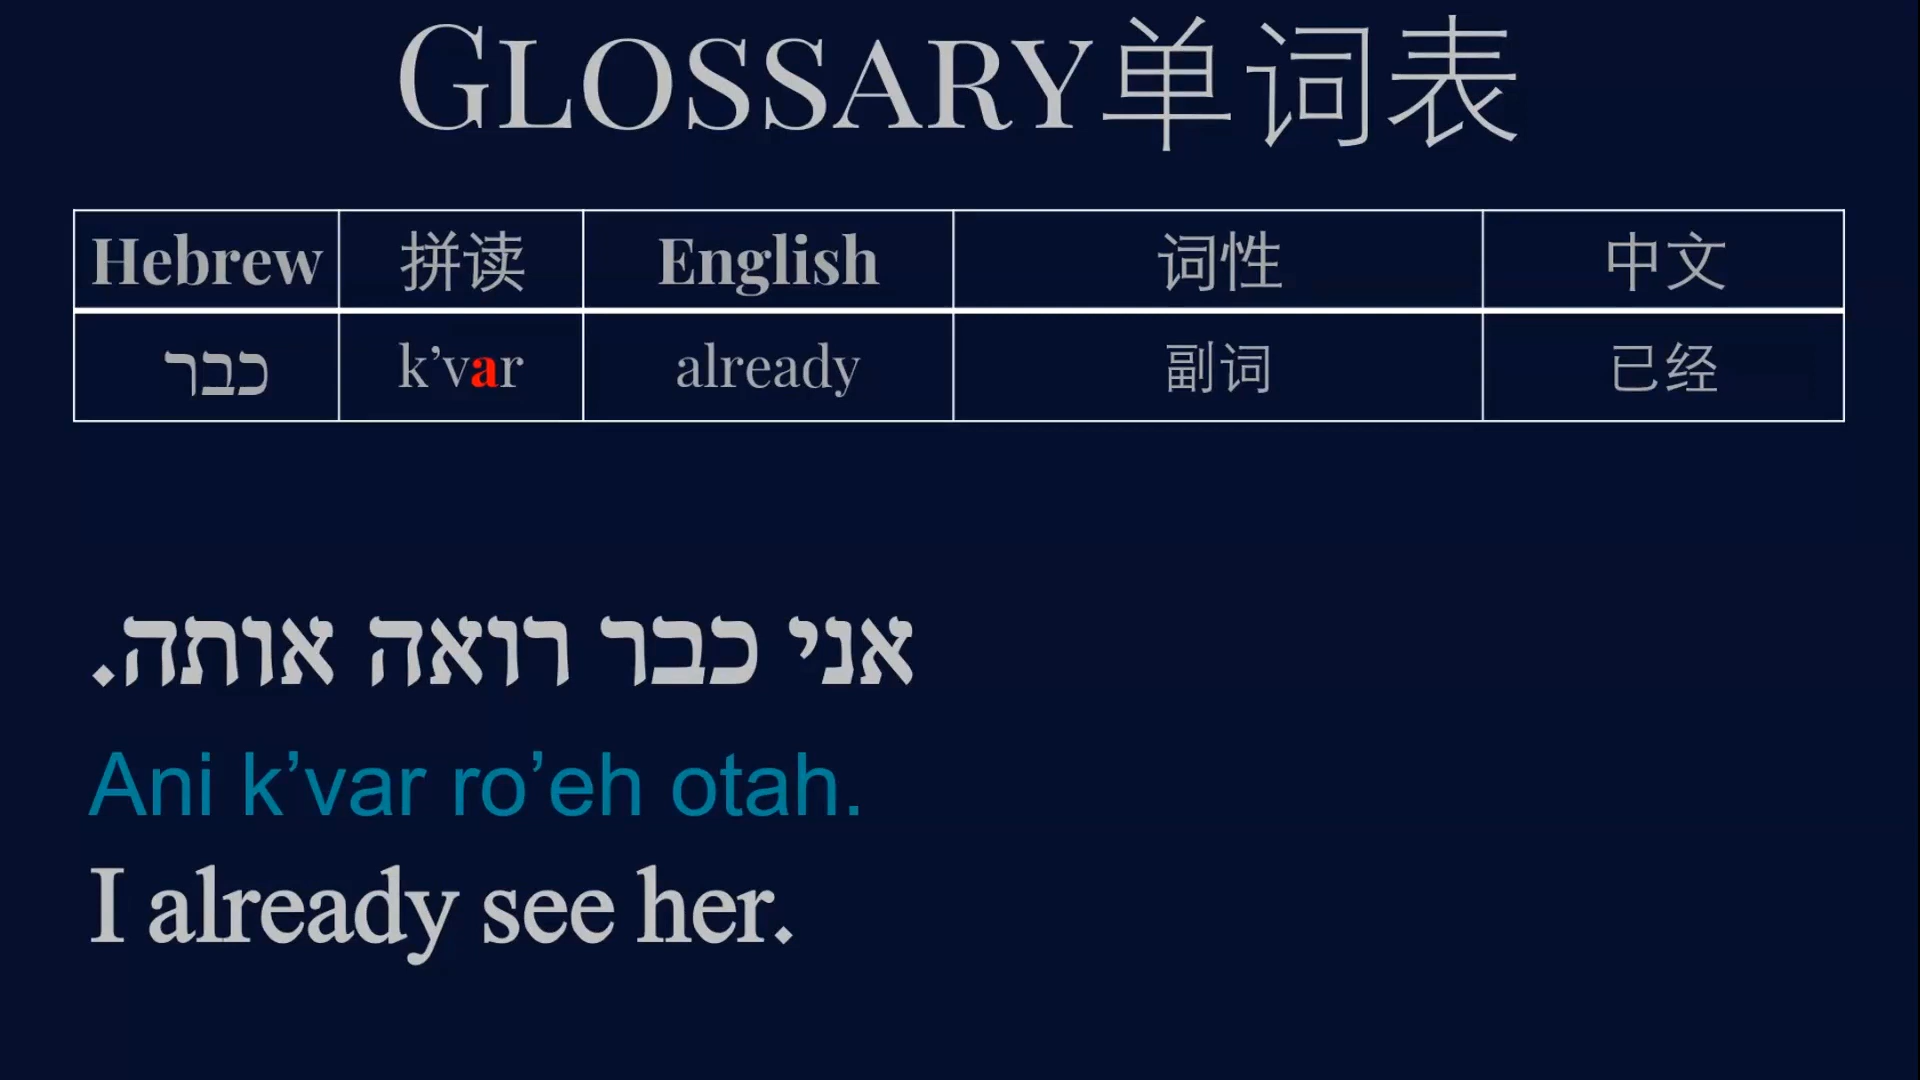 Glossary单词表
Hebrew 拼读 English 词性 中文
כבר k’var already 副词 已经
אני כבר רואה אותה.
Ani k’var ro’eh otah.
I already see her.